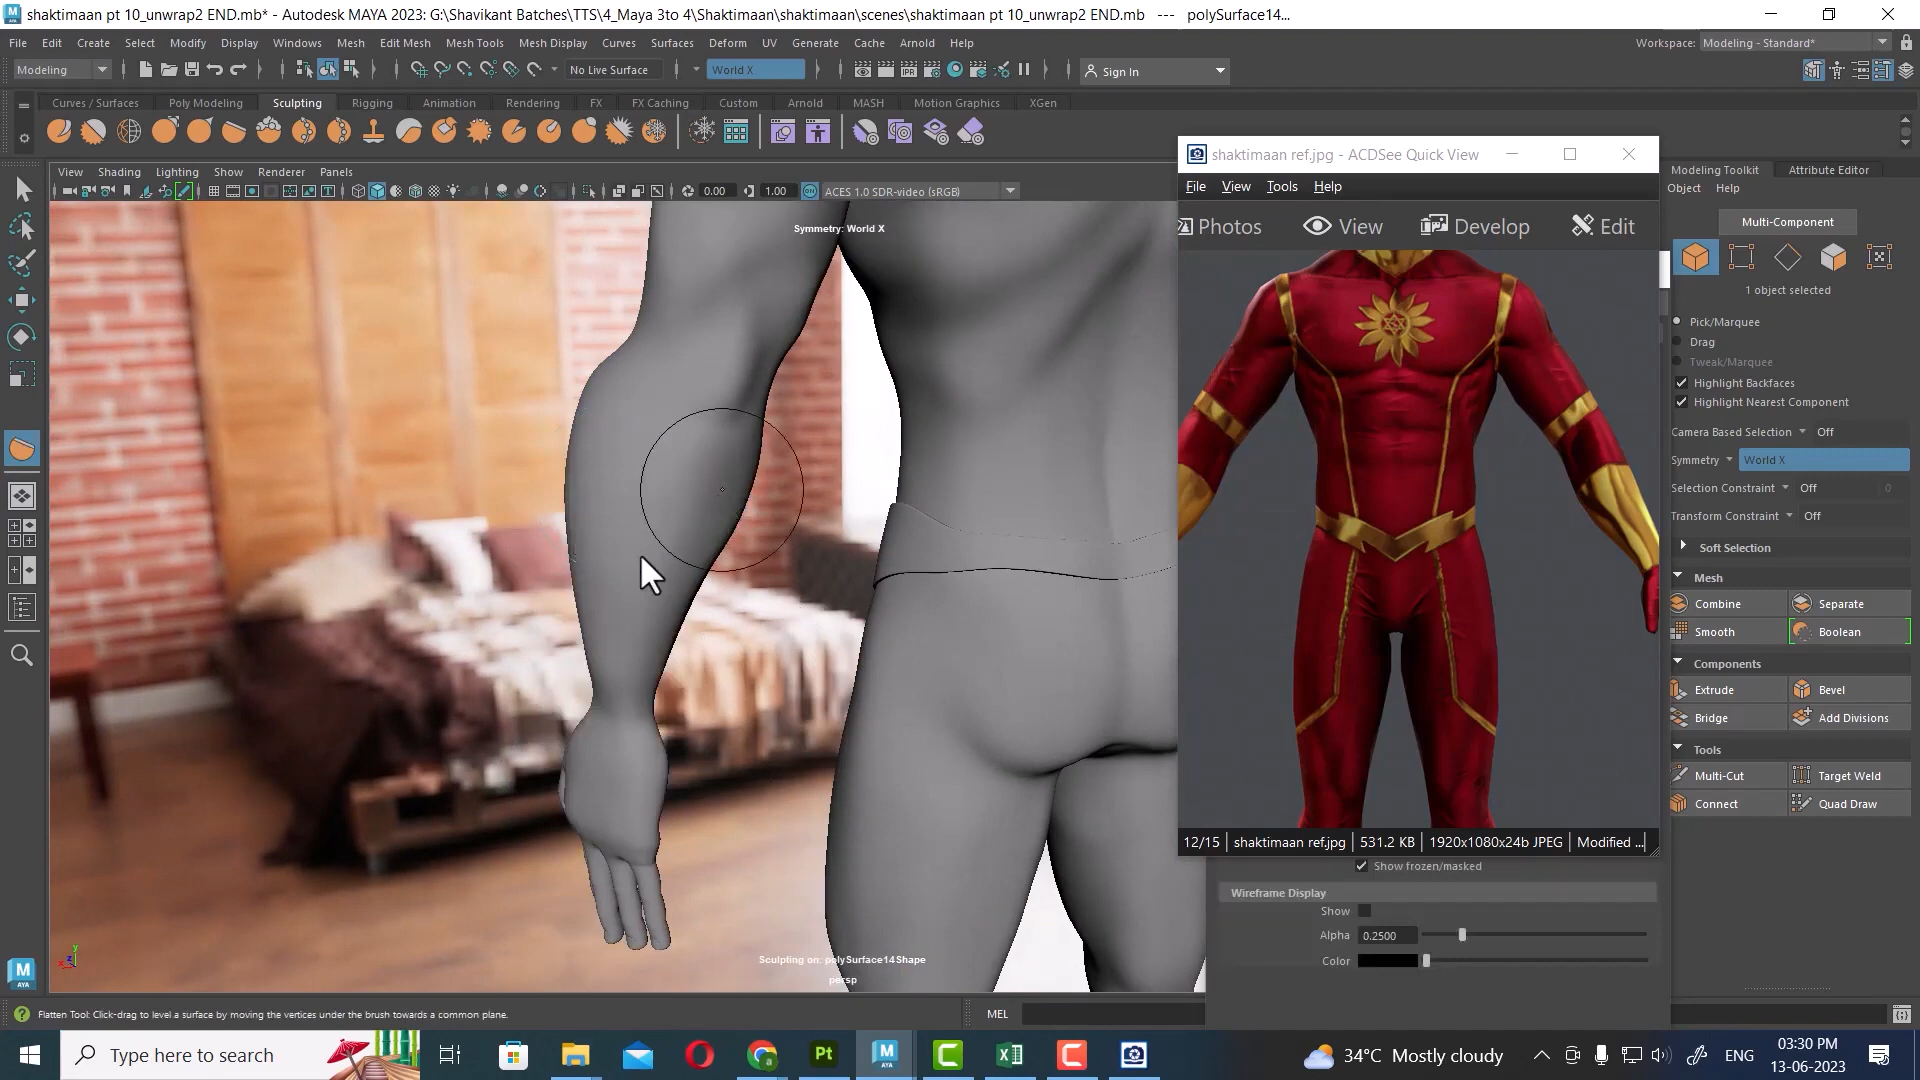 shaktimaan pt 10_unwrap2 END.mb* - Autodesk MAYA 2023: G:\Shavikant Batches\TTS\4_Maya 3to 4\Shaktimaan\shaktimaan\scenes\shaktimaan pt 10_unwrap2 END.mb --- polySurface14...
File Edit Create Select Modify Display Windows Mesh Edit Mesh Mesh Tools Mesh Display Curves Surfaces Deform UV Generate Cache Arnold Help
Workspace: Modeling - Standard*
Modeling No Live Surface World X IPR Sign In
Curves / Surfaces Poly Modeling Sculpting Rigging Animation Rendering FX FX Caching Custom Arnold MASH Motion Graphics XGen
View Shading Lighting Show Renderer Panels
0.00 1.00 ACES 1.0 SDR-video (sRGB)
Symmetry: World X
shaktimaan ref.jpg - ACDSee Quick View
File View Tools Help
Photos View Develop Edit
12/15 shaktimaan ref.jpg 531.2 KB 1920x1080x24b JPEG Modified ...
Modeling Toolkit Attribute Editor
Object Help
Multi-Component
1 object selected
Pick/Marquee
Drag
Tweak/Marquee
Highlight Backfaces
Highlight Nearest Component
Camera Based Selection Off
Symmetry World X
Selection Constraint Off 0
Transform Constraint Off
Soft Selection
Mesh
Combine Separate
Smooth Boolean
Components
Extrude Bevel
Bridge Add Divisions
Tools
Multi-Cut Target Weld
Connect Quad Draw
Show frozen/masked
Wireframe Display
Show
Alpha 0.2500
Color
Sculpting on: polySurface14Shape
persp
M
AYA
Flatten Tool: Click-drag to level a surface by moving the vertices under the brush towards a common plane.
MEL
Type here to search
Pt
34°C Mostly cloudy
ENG
03:30 PM
13-06-2023